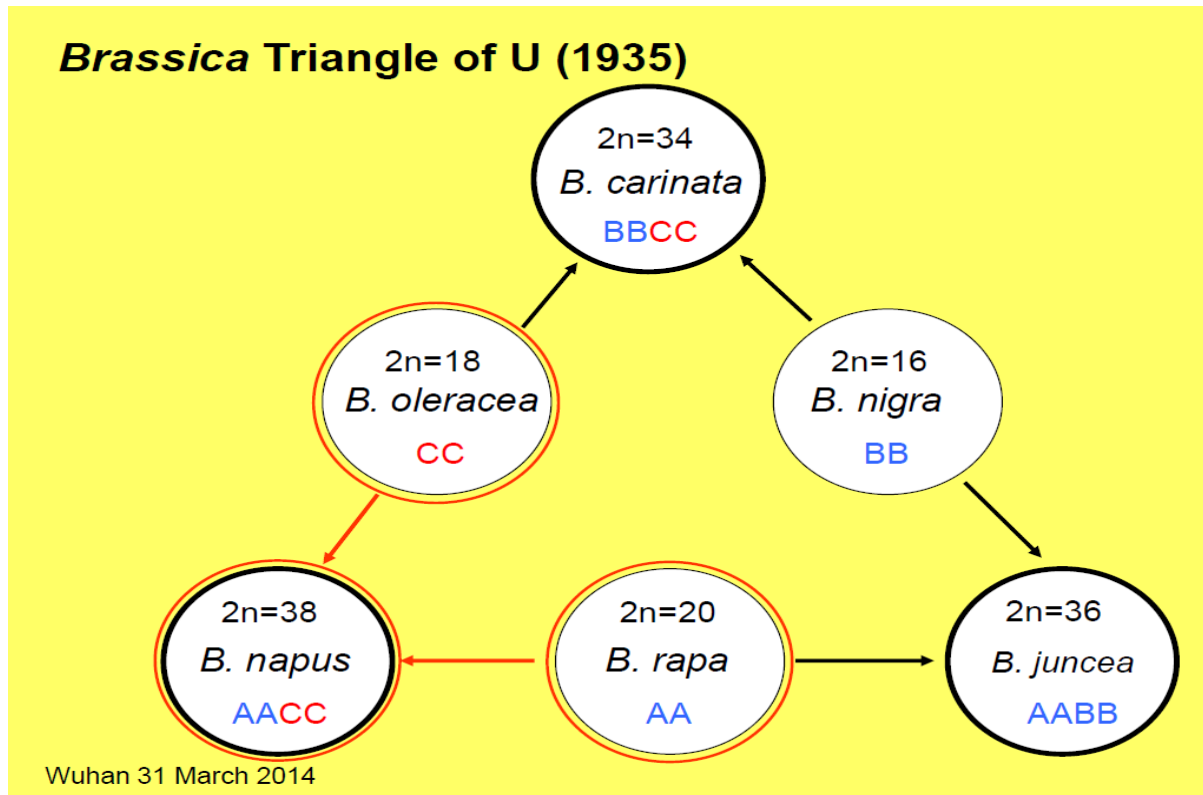 Brassica Triangle of U (1935)
2n=34
B. carinata
BBCC
2n=18
B. oleracea
CC
2n=16
B. nigra
BB
2n=38
B. napus
AACC
2n=20
B. rapa
AA
2n=36
B. juncea
AABB
Wuhan 31 March 2014